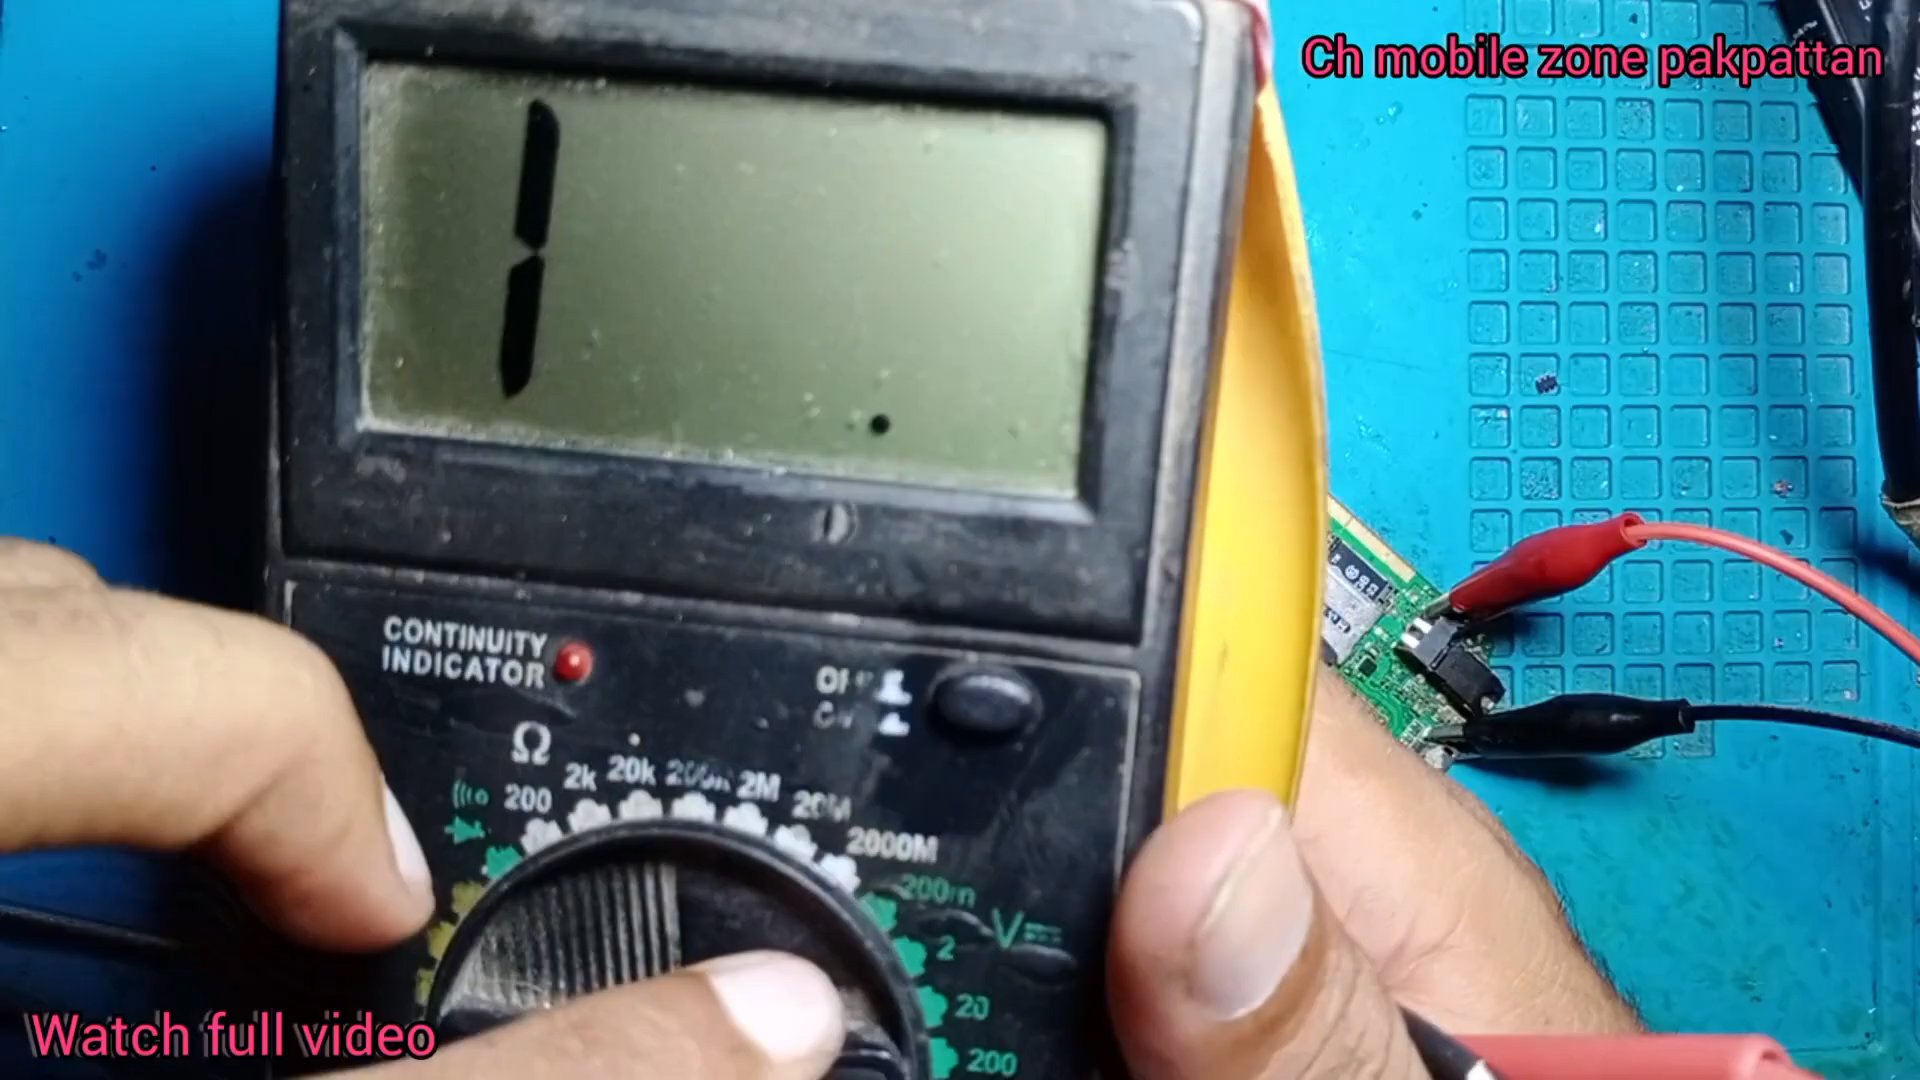 Ch mobile zone pakpattan
1 .
CONTINUITY
INDICATOR
Ω
200
2k
20k
2M
20M
2000M
200m
V
2
20
200
Watch full video